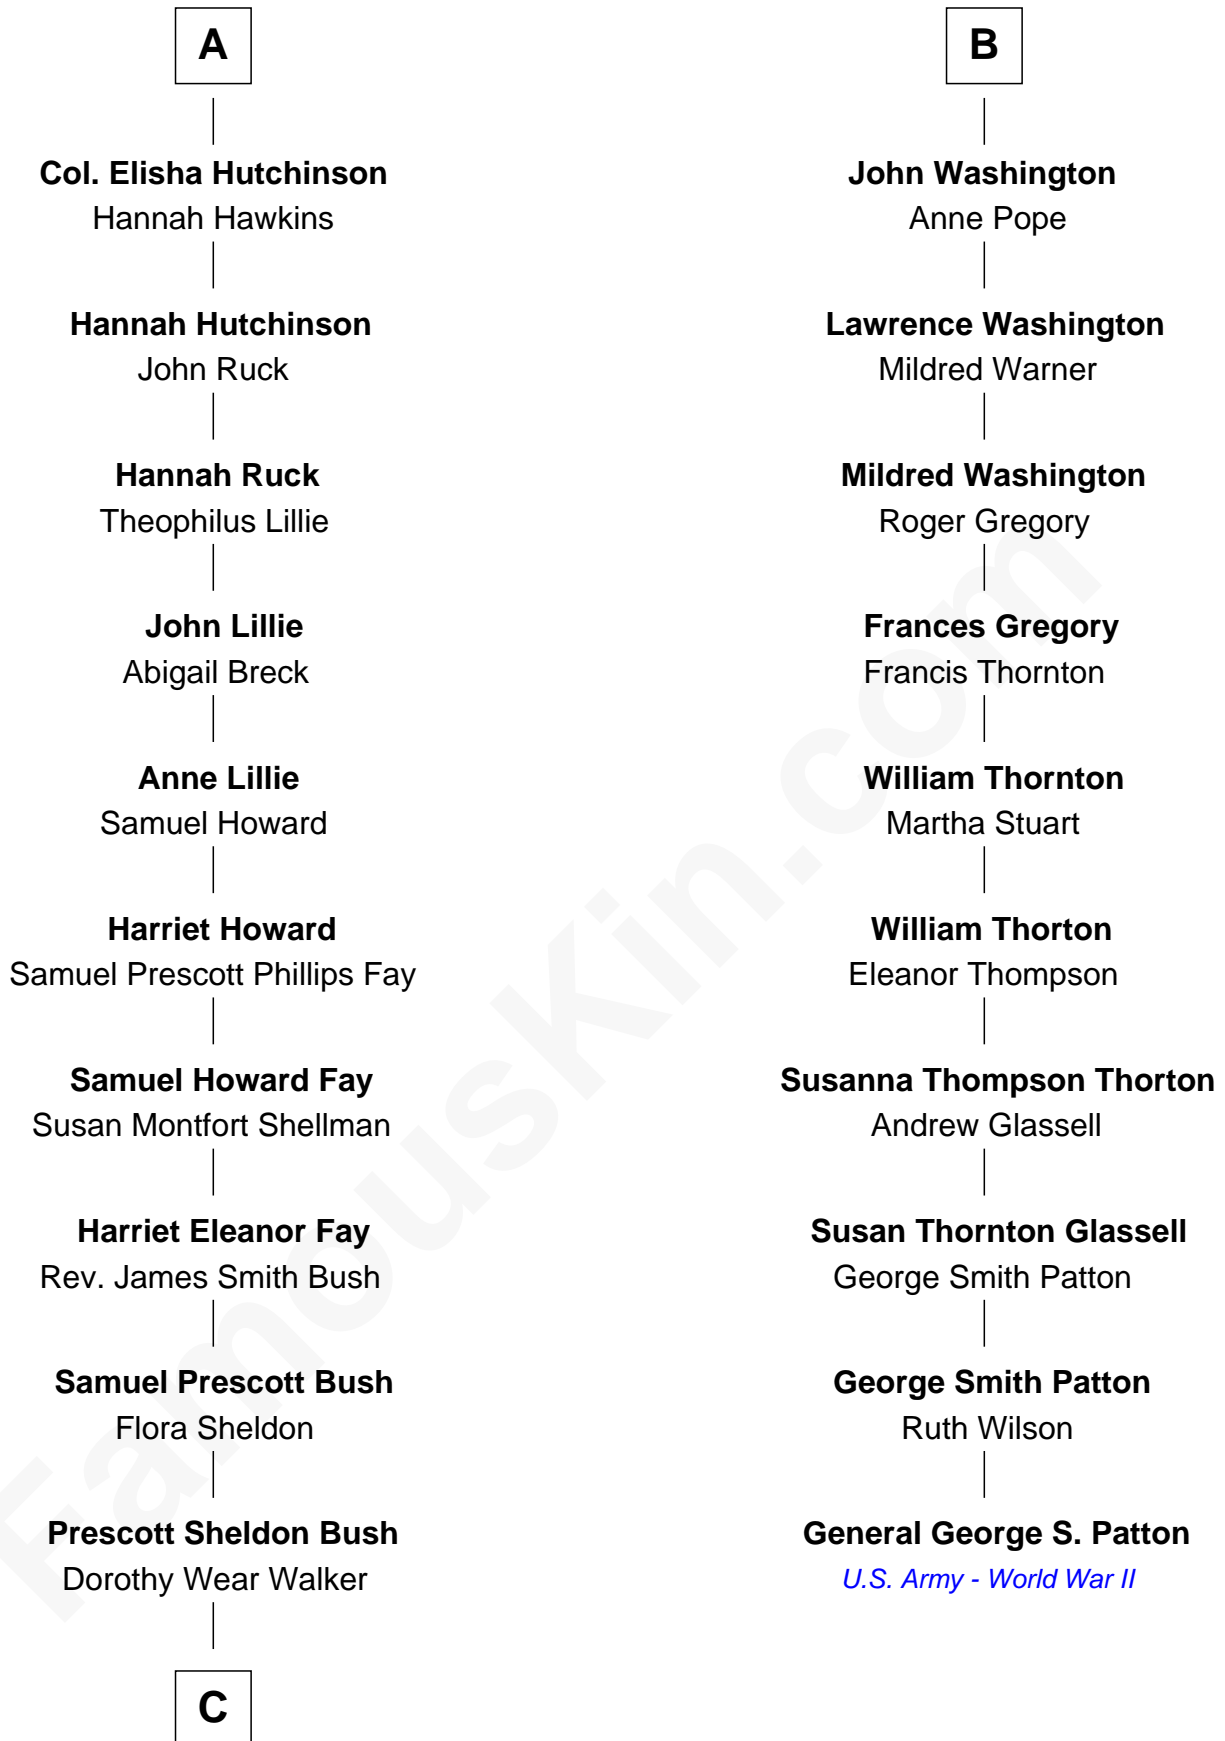 A
Col. Elisha Hutchinson
Hannah Hawkins
Hannah Hutchinson
John Ruck
Hannah Ruck
Theophilus Lillie
John Lillie
Abigail Breck
Anne Lillie
Samuel Howard
Harriet Howard
Samuel Prescott Phillips Fay
Samuel Howard Fay
Susan Montfort Shellman
Harriet Eleanor Fay
Rev. James Smith Bush
Samuel Prescott Bush
Flora Sheldon
Prescott Sheldon Bush
Dorothy Wear Walker
C
B
John Washington
Anne Pope
Lawrence Washington
Mildred Warner
Mildred Washington
Roger Gregory
Frances Gregory
Francis Thornton
William Thornton
Martha Stuart
William Thorton
Eleanor Thompson
Susanna Thompson Thorton
Andrew Glassell
Susan Thornton Glassell
George Smith Patton
George Smith Patton
Ruth Wilson
General George S. Patton
U.S. Army - World War II
FamousKin.com